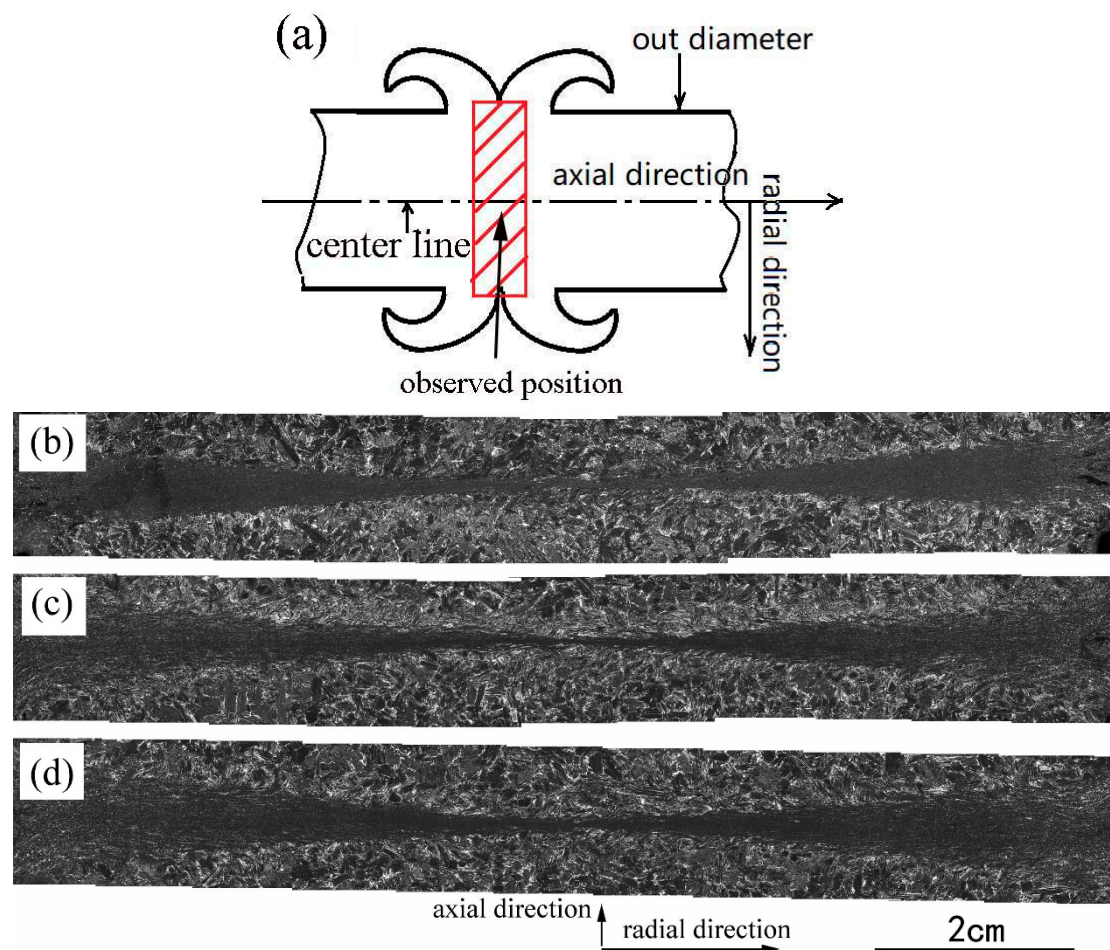 (a)
out diameter
axial direction
radial direction
center line
observed position
(b)
(c)
(d)
axial direction
radial direction
2cm